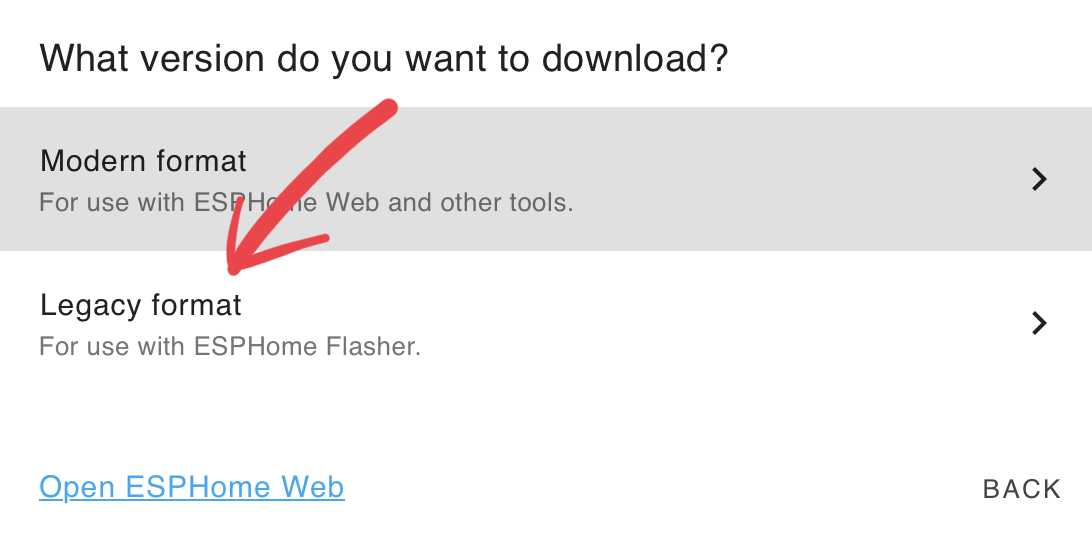 What version do you want to download?
Modern format
For use with ESPHome Web and other tools.
Legacy format
For use with ESPHome Flasher.
Open ESPHome Web
BACK